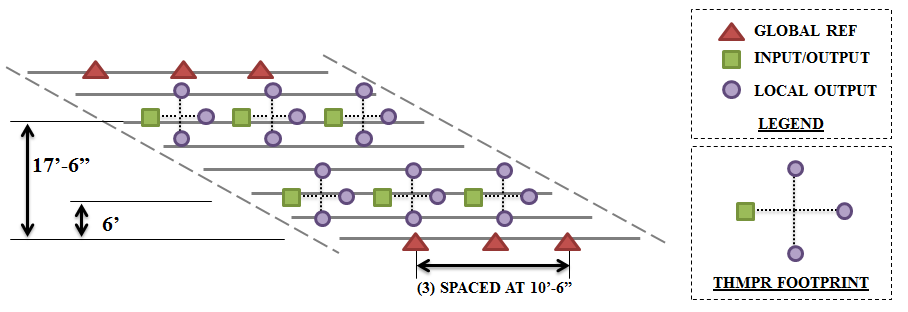 GLOBAL REF
INPUT/OUTPUT
LOCAL OUTPUT
LEGEND
17’-6”
6’
(3) SPACED AT 10’-6”
THMPR FOOTPRINT